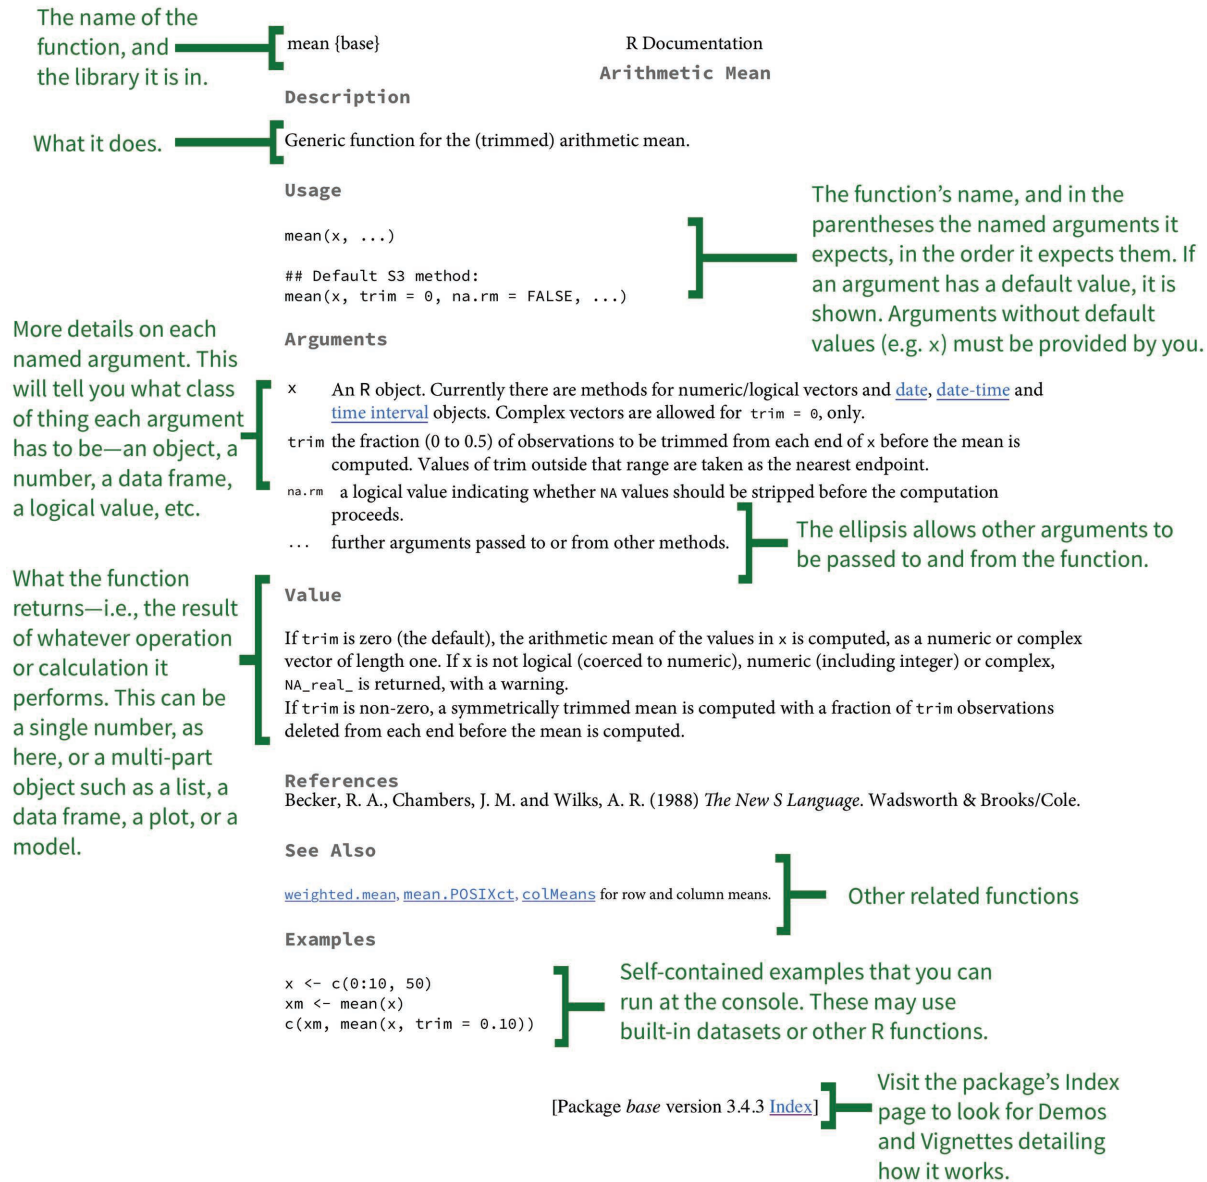 The name of the
function, and
the library it is in.
mean {base}
R Documentation
Arithmetic Mean
Description
What it does.
Generic function for the (trimmed) arithmetic mean.
Usage
mean(x, ...)
## Default S3 method:
mean(x, trim = 0, na.rm = FALSE, ...)
The function’s name, and in the
parentheses the named arguments it
expects, in the order it expects them. If
an argument has a default value, it is
shown. Arguments without default
values (e.g. x) must be provided by you.
Arguments
More details on each
named argument. This
will tell you what class
of thing each argument
has to be—an object, a
number, a data frame,
a logical value, etc.
x An R object. Currently there are methods for numeric/logical vectors and date, date-time and
time interval objects. Complex vectors are allowed for trim = 0, only.
trim the fraction (0 to 0.5) of observations to be trimmed from each end of x before the mean is
computed. Values of trim outside that range are taken as the nearest endpoint.
na.rm a logical value indicating whether NA values should be stripped before the computation
proceeds.
... further arguments passed to or from other methods.
The ellipsis allows other arguments to
be passed to and from the function.
What the function
returns—i.e., the result
of whatever operation
or calculation it
performs. This can be
a single number, as
here, or a multi-part
object such as a list, a
data frame, a plot, or a
model.
Value
If trim is zero (the default), the arithmetic mean of the values in x is computed, as a numeric or complex
vector of length one. If x is not logical (coerced to numeric), numeric (including integer) or complex,
NA_real_ is returned, with a warning.
If trim is non-zero, a symmetrically trimmed mean is computed with a fraction of trim observations
deleted from each end before the mean is computed.
References
Becker, R. A., Chambers, J. M. and Wilks, A. R. (1988) The New S Language. Wadsworth & Brooks/Cole.
See Also
weighted.mean, mean.POSIXct, colMeans for row and column means.
Other related functions
Examples
x <- c(0:10, 50)
xm <- mean(x)
c(xm, mean(x, trim = 0.10))
Self-contained examples that you can
run at the console. These may use
built-in datasets or other R functions.
[Package base version 3.4.3 Index]
Visit the package’s Index
page to look for Demos
and Vignettes detailing
how it works.